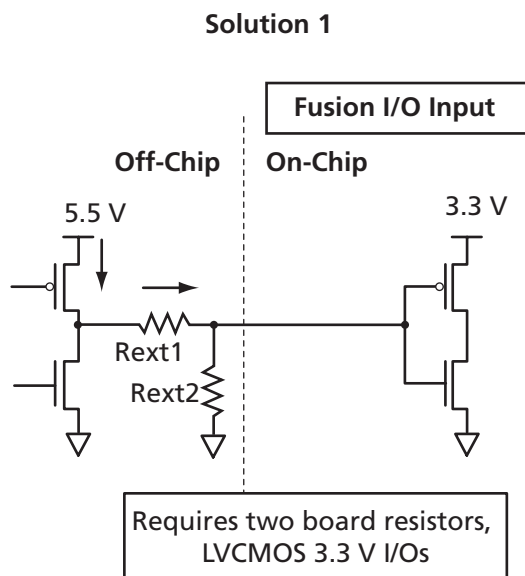 Solution 1
Fusion I/O Input
Off-Chip
On-Chip
5.5 V
3.3 V
Rext1
Rext2
Requires two board resistors,
LVCMOS 3.3 V I/Os